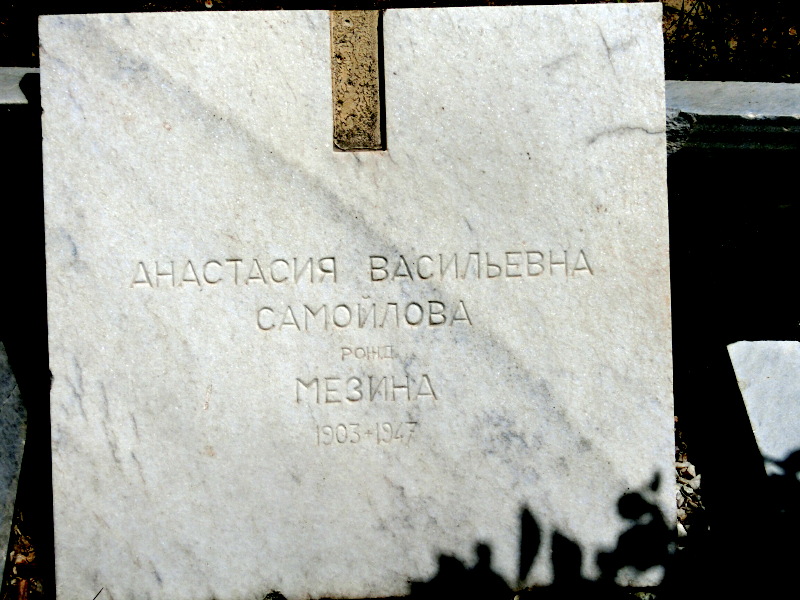 АНАСТАСИЯ ВАСИЛЬЕВНА
САМОЙЛОВА
РОЖД.
МЕЗИНА
1903+1947